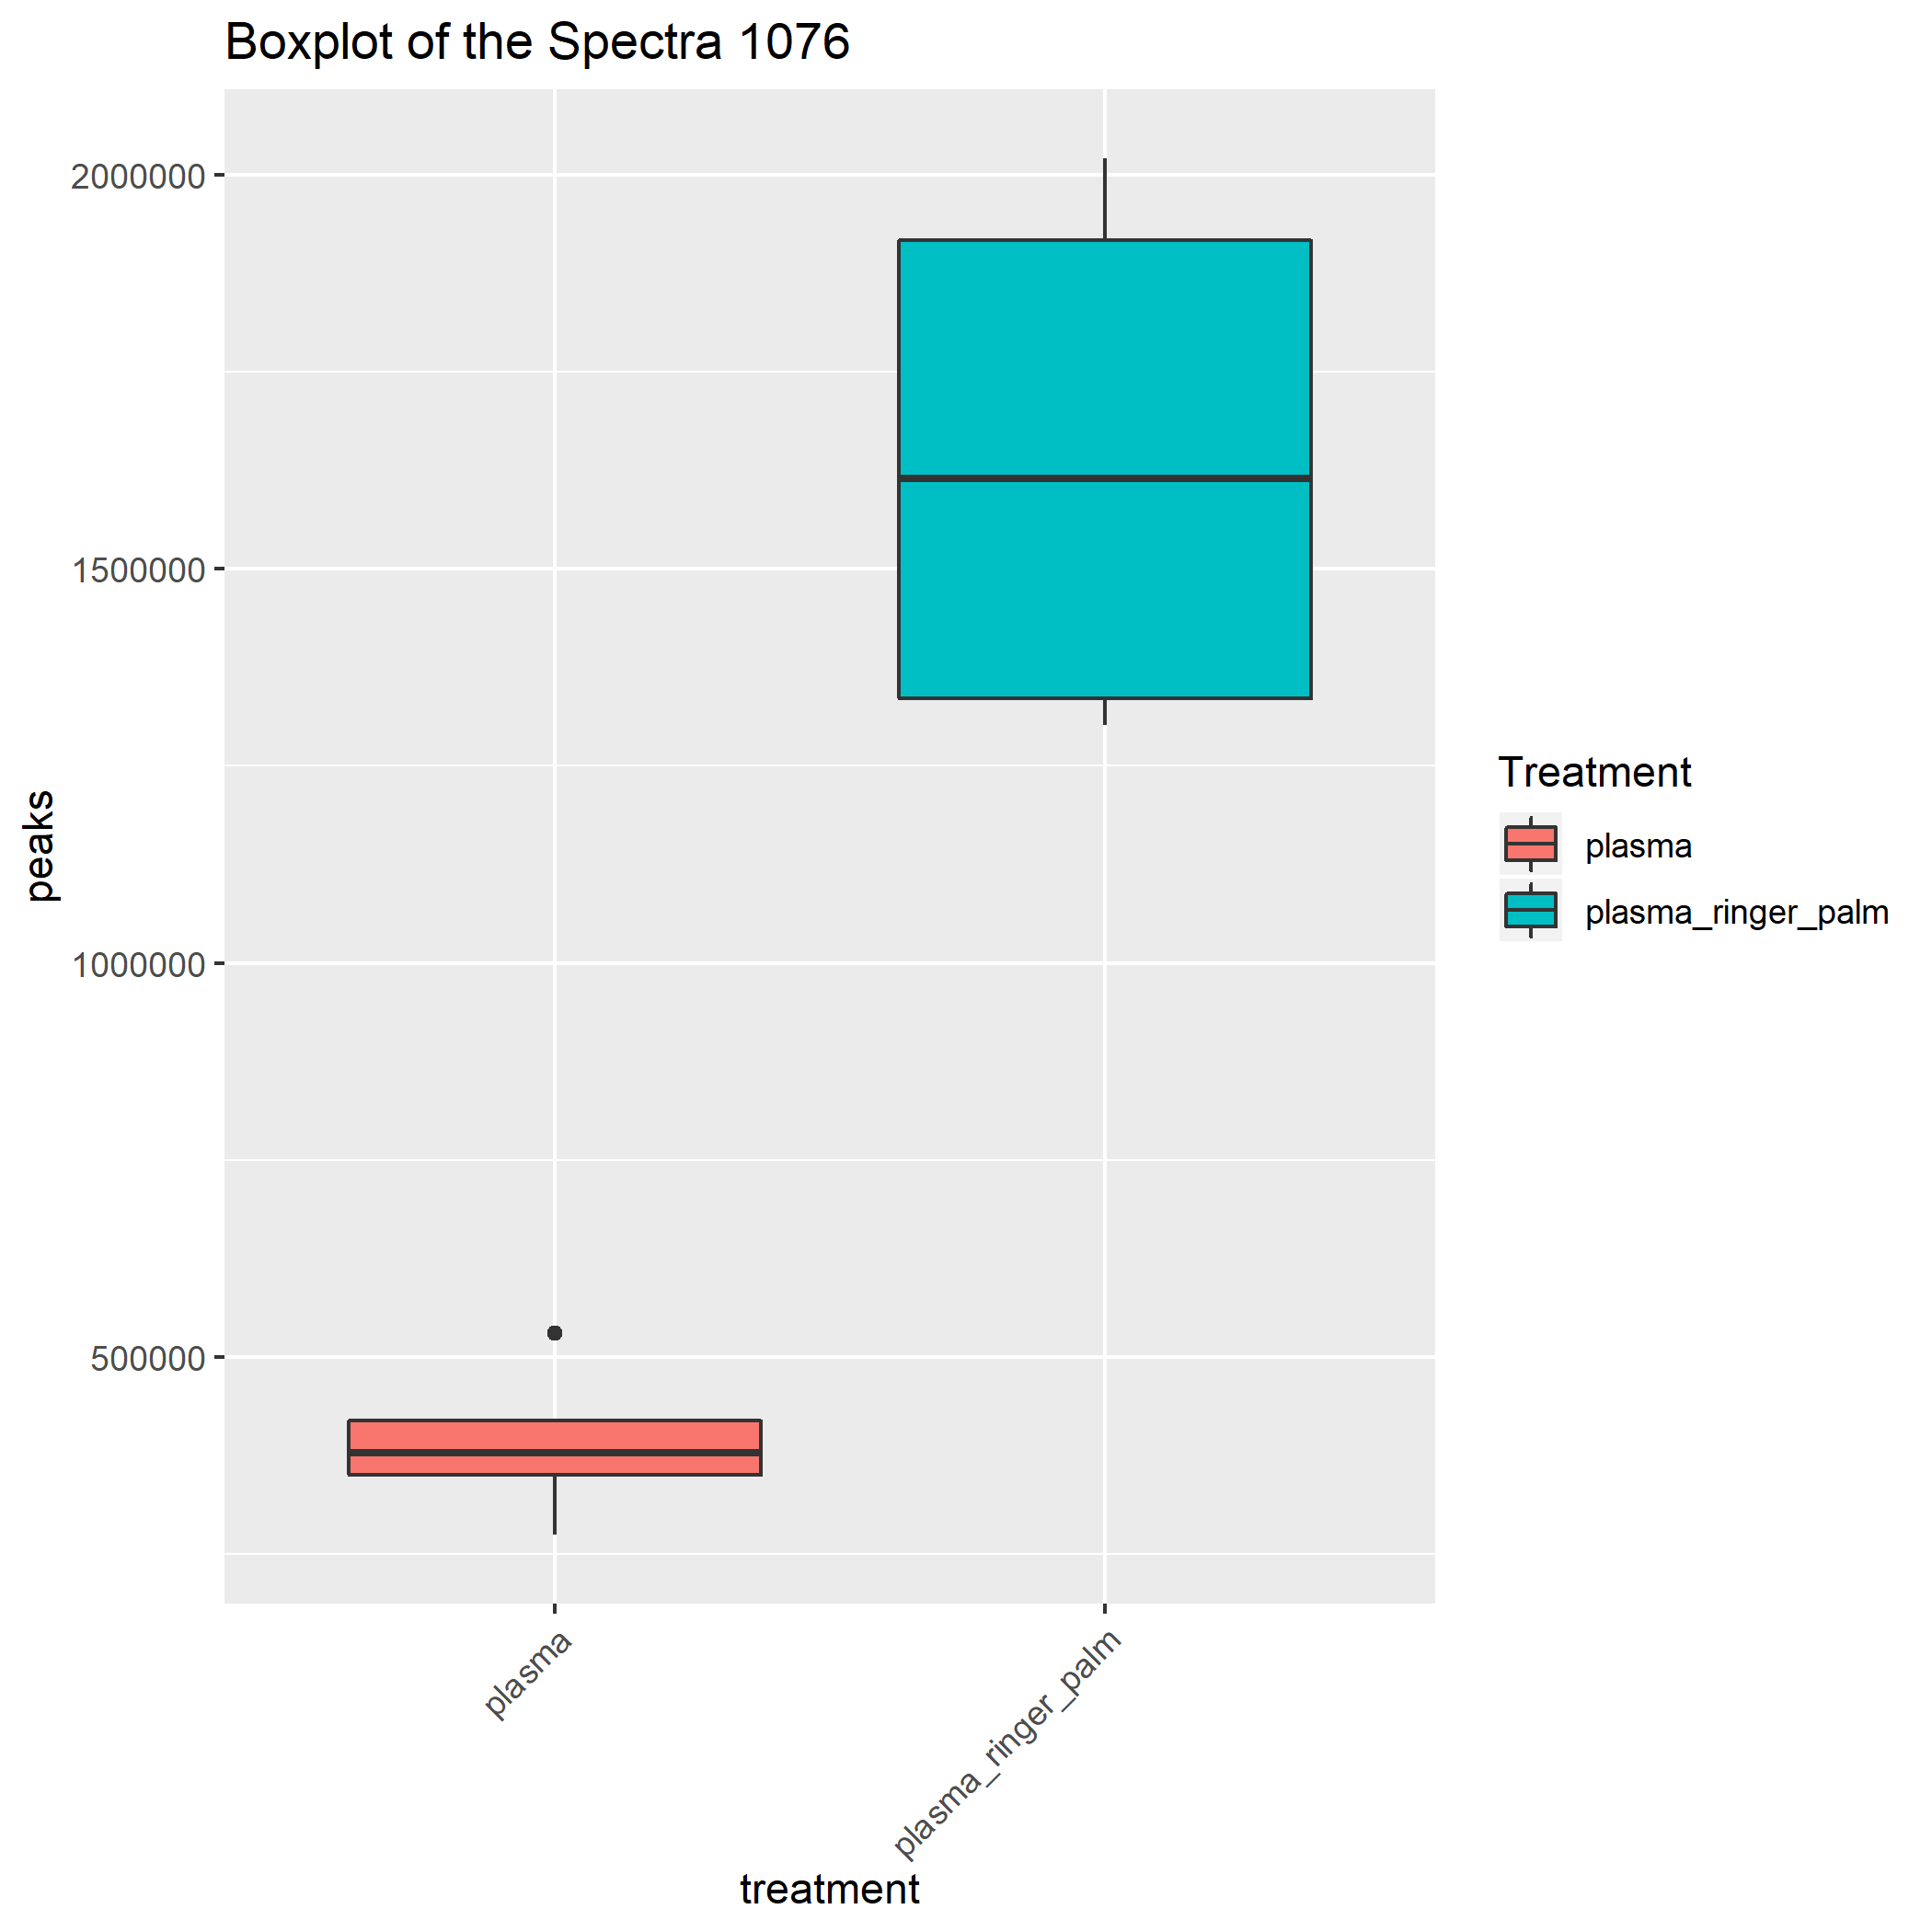 Boxplot of the Spectra 1076
peaks
2000000
1500000
1000000
500000
plasma
plasma_ringer_palm
treatment
Treatment
plasma
plasma_ringer_palm